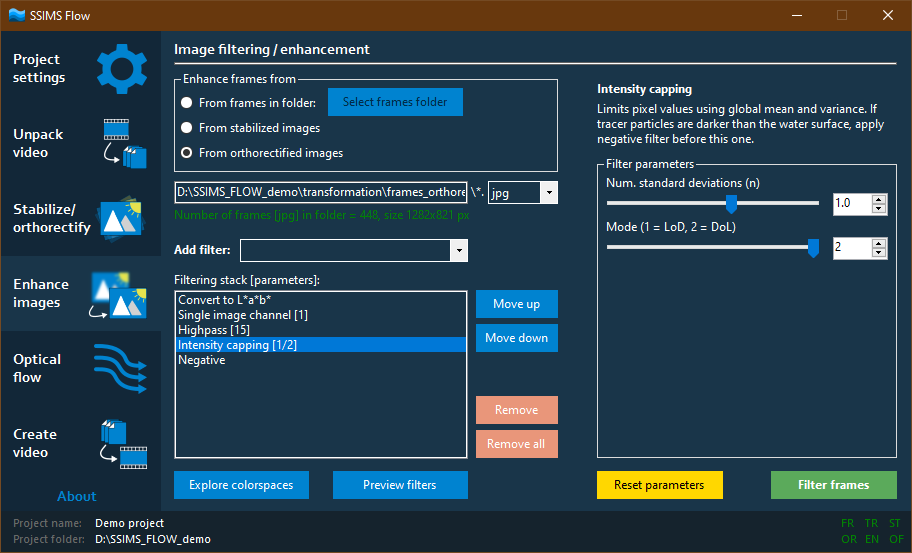 SSIMS Flow
Project settings
Unpack video
Stabilize/ orthorectify
Enhance images
Optical flow
Create video
About
Image filtering / enhancement
Enhance frames from
From frames in folder:
Select frames folder
From stabilized images
From orthorectified images
D:\SSIMS_FLOW_demo\transformation\frames_orthore \*. jpg
Number of frames [jpg] in folder = 448, size 1282x821 px
Add filter:
Filtering stack [parameters]:
Convert to L*a*b*
Single image channel [1]
Highpass [15]
Intensity capping [1/2]
Negative
Move up
Move down
Remove
Remove all
Explore colorspaces
Preview filters
Intensity capping
Limits pixel values using global mean and variance. If
tracer particles are darker than the water surface, apply
negative filter before this one.
Filter parameters
Num. standard deviations (n)
1.0
Mode (1 = LoD, 2 = DoL)
2
Reset parameters
Filter frames
Project name: Demo project
Project folder: D:\SSIMS_FLOW_demo
FR TR ST
OR EN OF